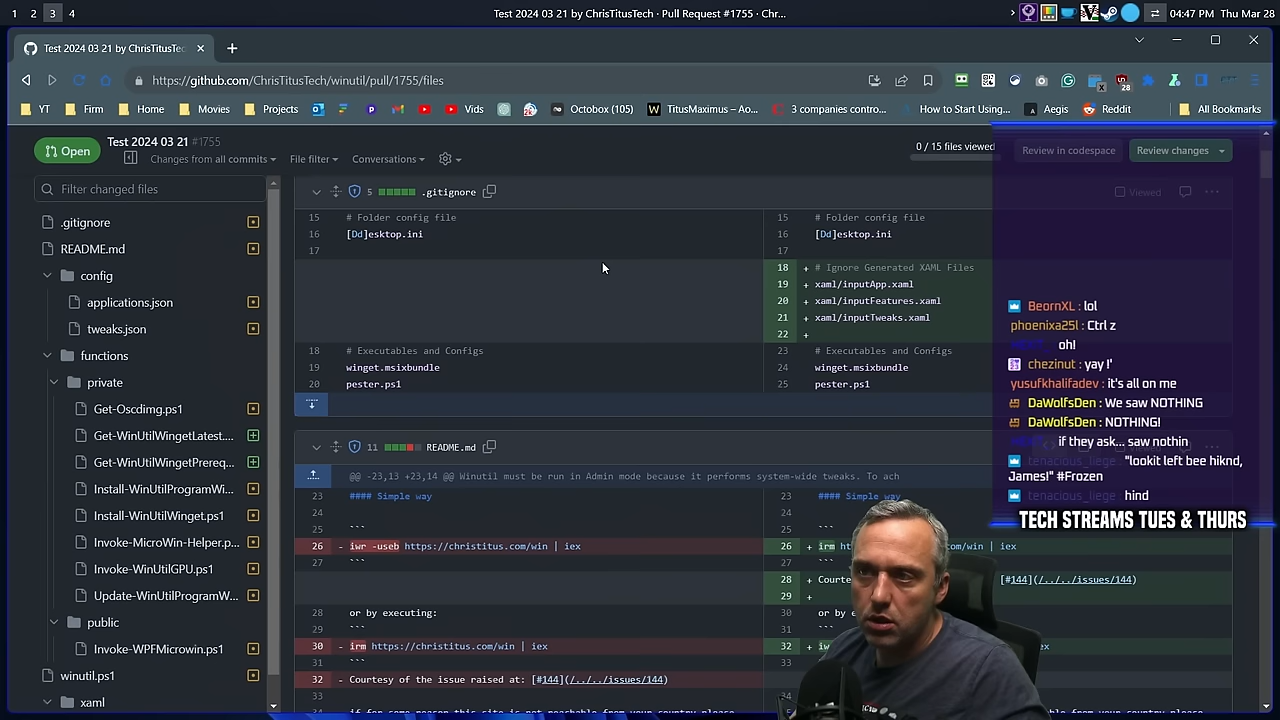 1 2 3 4
Test 2024 03 21 by ChrisTitusTech · Pull Request #1755 · Chr...
04:47 PM Thu Mar 28
Test 2024 03 21 by ChrisTitusTec
https://github.com/ChrisTitusTech/winutil/pull/1755/files
28
YT Firm Home Movies Projects Vids Octobox (105) TitusMaximus – Ao... 3 companies contro... How to Start Using... Aegis Reddit All Bookmarks
Open
Test 2024 03 21 #1755
Changes from all commits File filter Conversations
0 / 15 files viewed
Review in codespace
Review changes
Filter changed files
.gitignore
README.md
config
applications.json
tweaks.json
functions
private
Get-Oscdimg.ps1
Get-WinUtilWingetLatest...
Get-WinUtilWingetPrereq...
Install-WinUtilProgramWi...
Install-WinUtilWinget.ps1
Invoke-MicroWin-Helper.p...
Invoke-WinUtilGPU.ps1
Update-WinUtilProgramW...
public
Invoke-WPFMicrowin.ps1
winutil.ps1
xaml
5 .gitignore
Viewed
15 # Folder config file
16 [Dd]esktop.ini
17
18 # Executables and Configs
19 winget.msixbundle
20 pester.ps1
15 # Folder config file
16 [Dd]esktop.ini
17
18 + # Ignore Generated XAML Files
19 + xaml/inputApp.xaml
20 + xaml/inputFeatures.xaml
21 + xaml/inputTweaks.xaml
22 +
23 # Executables and Configs
24 winget.msixbundle
25 pester.ps1
11 README.md
@@ -23,13 +23,14 @@ Winutil must be run in Admin mode because it performs system-wide tweaks. To ach
23 #### Simple way
24
25 ```
26 - iwr -useb https://christitus.com/win | iex
27 ```
28 or by executing:
29 ```
30 - irm https://christitus.com/win | iex
31 ```
32 - Courtesy of the issue raised at: [#144](/../../issues/144)
33
23 #### Simple way
24
25 ```
26 + irm
om/win | iex
27 ```
28 + Courte
[#144](/../../issues/144)
29 +
30 or by e
31 ```
32 +
ex
33
BeornXL : lol
phoenixa25l : Ctrl z
oh!
chezinut : yay !'
yusufkhalifadev : it's all on me
DaWolfsDen : We saw NOTHING
DaWolfsDen : NOTHING!
if they ask... saw nothin
tenacious_liege : "lookit left bee hiknd,
James!" #Frozen
tenacious_liege : hind
TECH STREAMS TUES & THURS